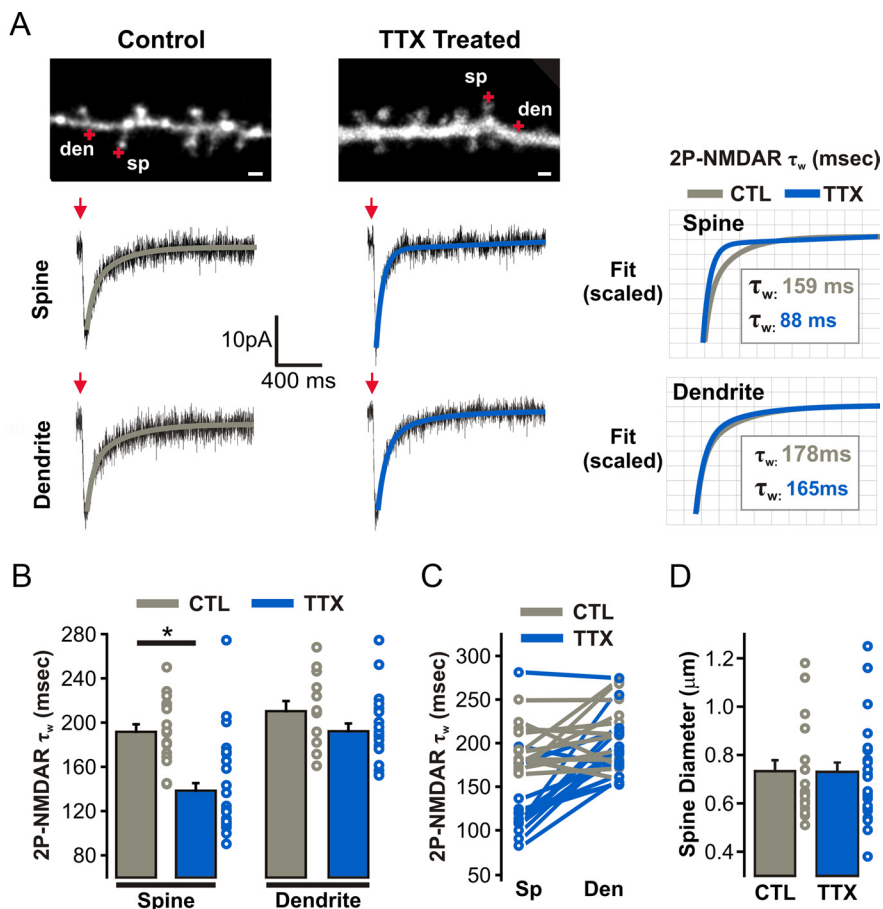 A
Control
TTX Treated
den
sp
sp
den
2P-NMDAR τw (msec)
CTL TTX
Spine
Spine
Fit
(scaled)
τw: 159 ms
τw: 88 ms
10pA
400 ms
Dendrite
Dendrite
Fit
(scaled)
τw: 178ms
τw: 165ms
B
CTL TTX
2P-NMDAR τw (msec)
280
240
200
160
120
80
*
Spine
Dendrite
C
CTL
TTX
2P-NMDAR τw (msec)
300
250
200
150
100
50
Sp Den
D
Spine Diameter (μm)
1.2
1.0
0.8
0.6
0.4
CTL TTX